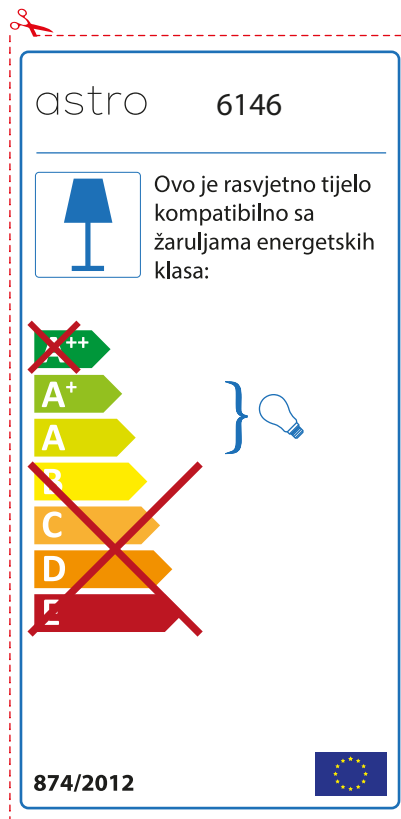 astro 6146
Ovo je rasvjetno tijelo
kompatibilno sa
žaruljama energetskih
klasa:
A++
A+
A
B
C
D
E
874/2012